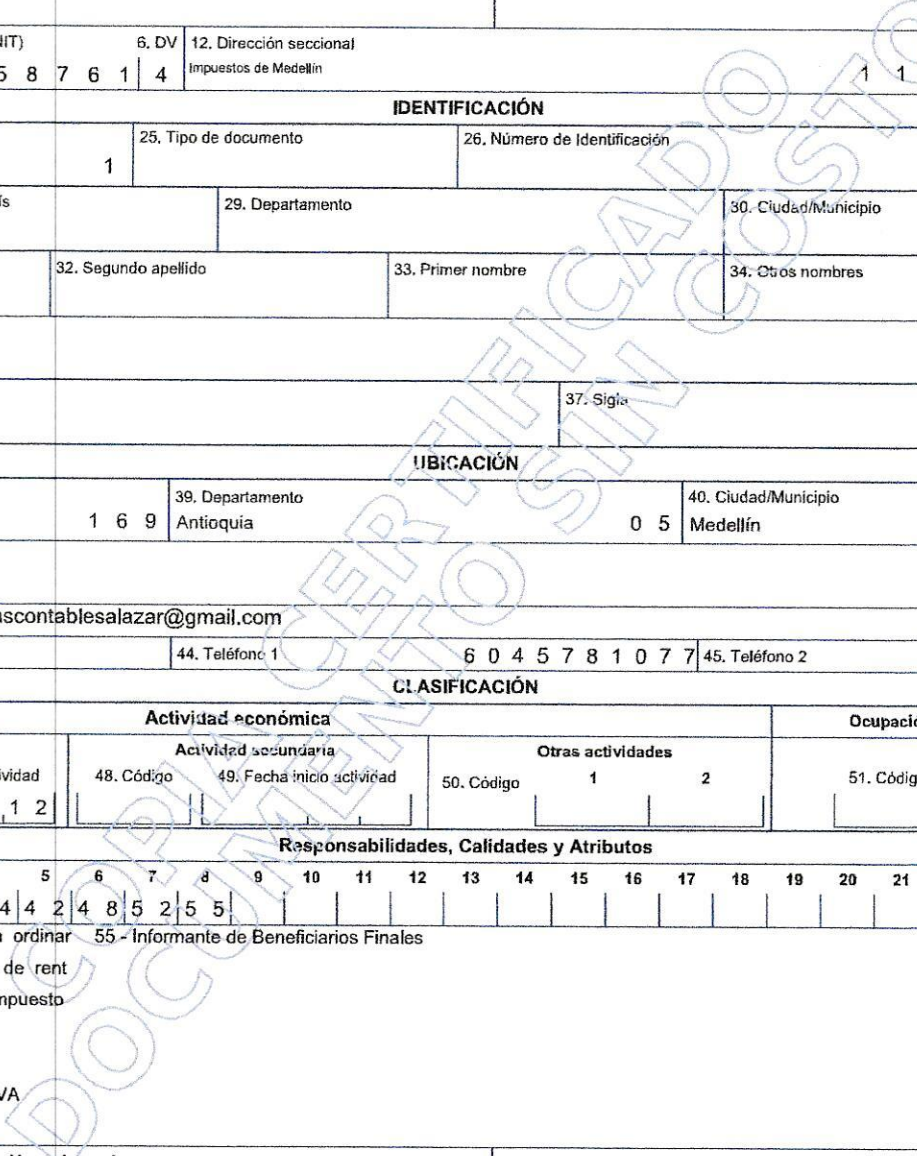 IIT) 6. DV 12. Dirección seccional
5 8 7 6 1 4 Impuestos de Medellín 1 1
IDENTIFICACIÓN
25. Tipo de documento 26. Número de Identificación
1
ís 29. Departamento 30. Ciudad/Municipio
32. Segundo apellido 33. Primer nombre 34. Otros nombres
37. Sigla
UBICACIÓN
39. Departamento 40. Ciudad/Municipio
1 6 9 Antioquia 0 5 Medellín
ascontablesalazar@gmail.com
44. Teléfono 1 6 0 4 5 7 8 1 0 7 7 45. Teléfono 2
CLASIFICACIÓN
Actividad económica Ocupació
Actividad secundaria Otras actividades
ividad 48. Código 49. Fecha inicio actividad 50. Código 1 2 51. Códig
1 2
Responsabilidades, Calidades y Atributos
5 6 7 8 9 10 11 12 13 14 15 16 17 18 19 20 21
4 4 2 4 8 5 2 5 5
ordinar 55 - Informante de Beneficiarios Finales
de rent
mpuesto
VA
COPIA CERTIFICADO
DOCUMENTO SIN COSTO